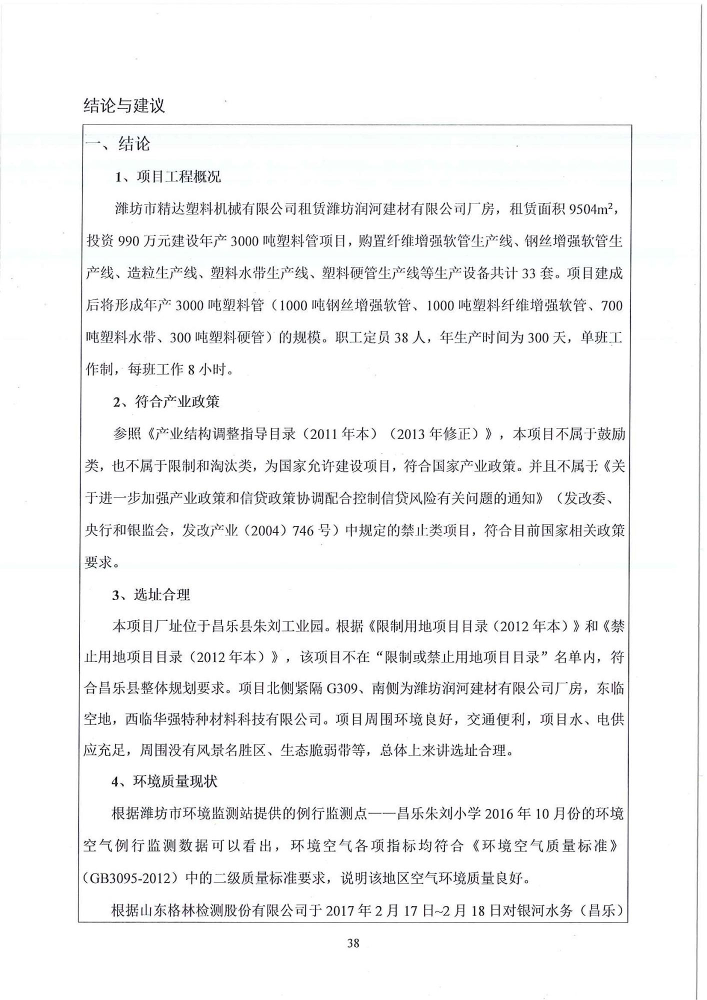 结论与建议
一、结论
1、项目工程概况
潍坊市精达塑料机械有限公司租赁潍坊润河建材有限公司厂房，租赁面积 9504m²，
投资 990 万元建设年产 3000 吨塑料管项目，购置纤维增强软管生产线、钢丝增强软管生
产线、造粒生产线、塑料水带生产线、塑料硬管生产线等生产设备共计 33 套。项目建成
后将形成年产 3000 吨塑料管（1000 吨钢丝增强软管、1000 吨塑料纤维增强软管、700
吨塑料水带、300 吨塑料硬管）的规模。职工定员 38 人，年生产时间为 300 天，单班工
作制，每班工作 8 小时。
2、符合产业政策
参照《产业结构调整指导目录（2011 年本）（2013 年修正）》，本项目不属于鼓励
类，也不属于限制和淘汰类，为国家允许建设项目，符合国家产业政策。并且不属于《关
于进一步加强产业政策和信贷政策协调配合控制信贷风险有关问题的通知》（发改委、
央行和银监会，发改产业（2004）746 号）中规定的禁止类项目，符合目前国家相关政策
要求。
3、选址合理
本项目厂址位于昌乐县朱刘工业园。根据《限制用地项目目录（2012 年本）》和《禁
止用地项目目录（2012 年本）》，该项目不在“限制或禁止用地项目目录”名单内，符
合昌乐县整体规划要求。项目北侧紧隔 G309、南侧为潍坊润河建材有限公司厂房，东临
空地，西临华强特种材料科技有限公司。项目周围环境良好，交通便利，项目水、电供
应充足，周围没有风景名胜区、生态脆弱带等，总体上来讲选址合理。
4、环境质量现状
根据潍坊市环境监测站提供的例行监测点——昌乐朱刘小学 2016 年 10 月份的环境
空气例行监测数据可以看出，环境空气各项指标均符合《环境空气质量标准》
（GB3095-2012）中的二级质量标准要求，说明该地区空气环境质量良好。
根据山东格林检测股份有限公司于 2017 年 2 月 17 日~2 月 18 日对银河水务（昌乐）
38